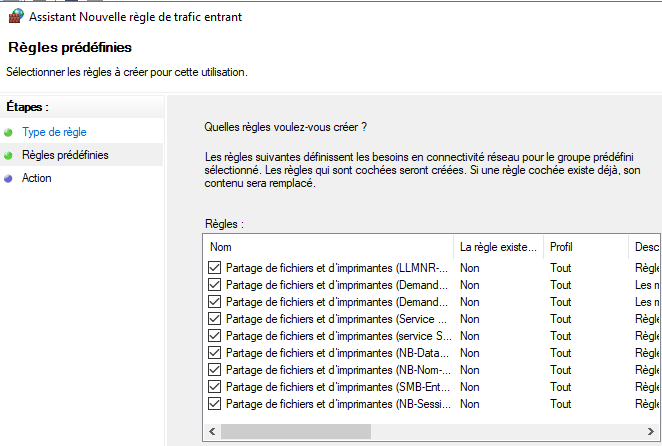 Assistant Nouvelle règle de trafic entrant
Règles prédéfinies
Sélectionner les règles à créer pour cette utilisation.
Étapes :
Type de règle
Règles prédéfinies
Action
Quelles règles voulez-vous créer ?
Les règles suivantes définissent les besoins en connectivité réseau pour le groupe prédéfini
sélectionné. Les règles qui sont cochées seront créées. Si une règle cochée existe déjà, son
contenu sera remplacé.
Règles :
Nom La règle existe... Profil Desc
Partage de fichiers et d'imprimantes (LLMNR-... Non Tout Règle
Partage de fichiers et d'imprimantes (Demand... Non Tout Les m
Partage de fichiers et d'imprimantes (Demand... Non Tout Les m
Partage de fichiers et d'imprimantes (Service ... Non Tout Règle
Partage de fichiers et d'imprimantes (service S... Non Tout Règle
Partage de fichiers et d'imprimantes (NB-Data... Non Tout Règle
Partage de fichiers et d'imprimantes (NB-Nom-... Non Tout Règle
Partage de fichiers et d'imprimantes (SMB-Ent... Non Tout Règle
Partage de fichiers et d'imprimantes (NB-Sessi... Non Tout Règle